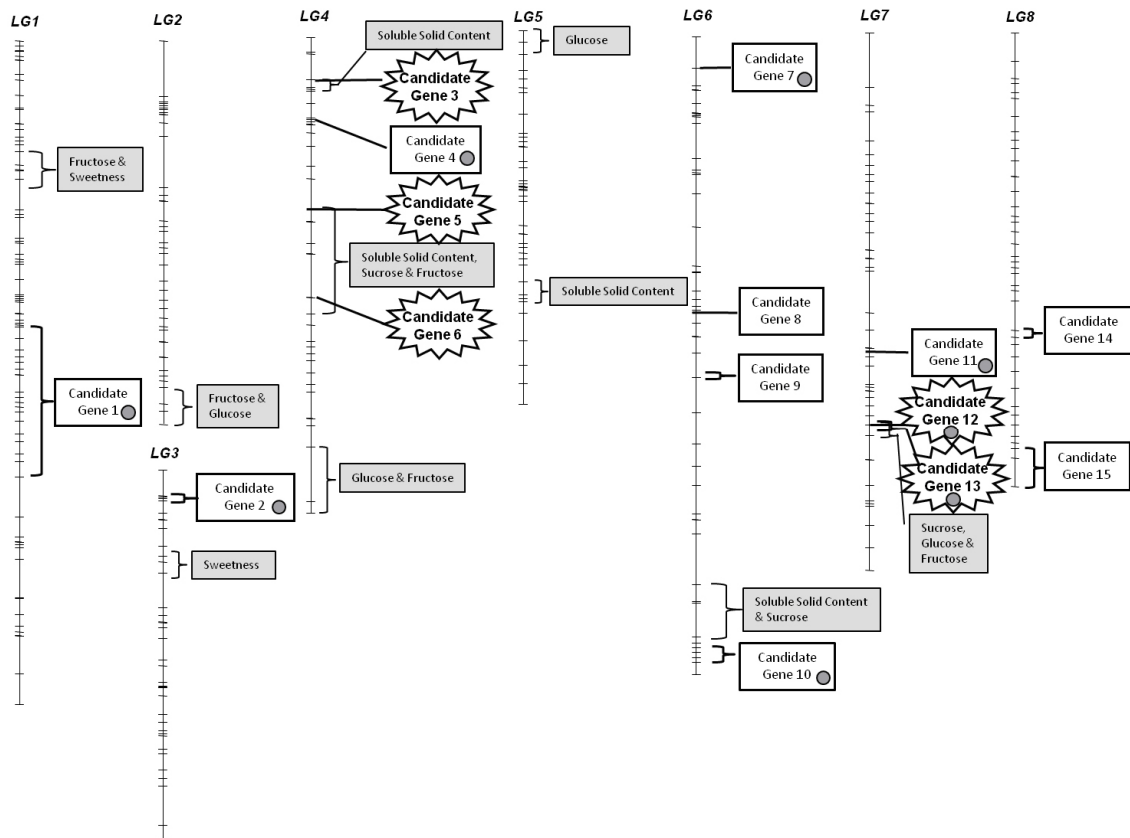 LG1
Fructose &
Sweetness
Candidate
Gene 1
LG2
Fructose &
Glucose
LG3
Candidate
Gene 2
Sweetness
LG4
Soluble Solid Content
Candidate
Gene 3
Candidate
Gene 4
Candidate
Gene 5
Soluble Solid Content,
Sucrose & Fructose
Candidate
Gene 6
Glucose & Fructose
LG5
Glucose
Soluble Solid Content
LG6
Candidate
Gene 7
Candidate
Gene 8
Candidate
Gene 9
Soluble Solid Content
& Sucrose
Candidate
Gene 10
LG7
Candidate
Gene 11
Candidate
Gene 12
Candidate
Gene 13
Sucrose,
Glucose &
Fructose
LG8
Candidate
Gene 14
Candidate
Gene 15